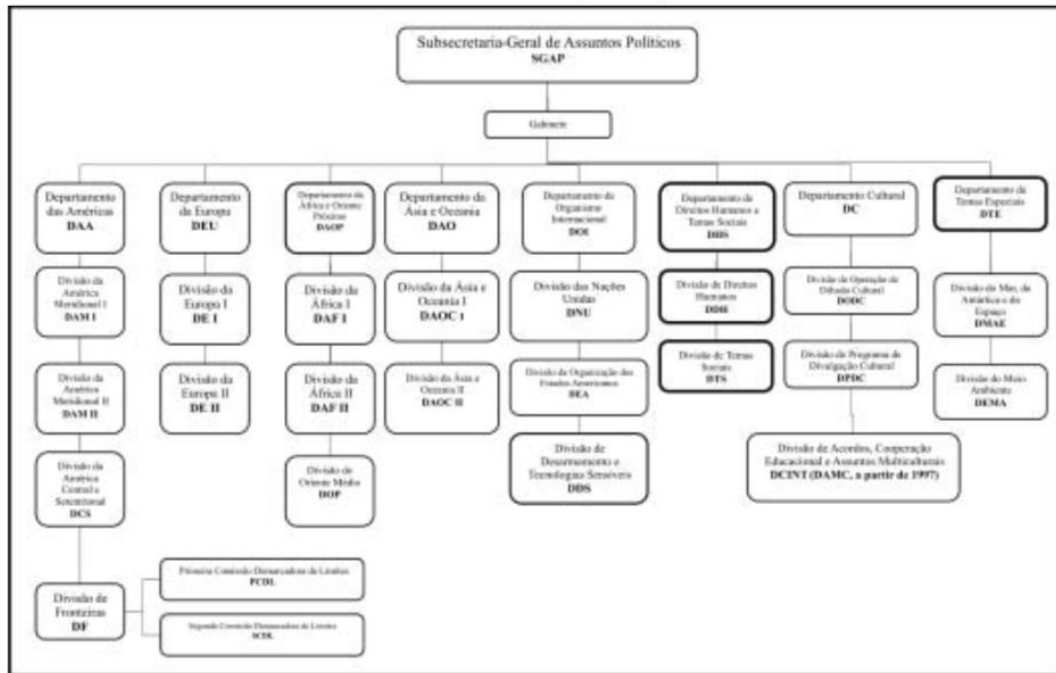 Subsecretaria-Geral de Assuntos Políticos
SGAP
Gabinete
Departamento
das Américas
DAA
Departamento
da Europa
DEU
Departamento da
África e Oriente
Próximo
DAOP
Departamento da
Ásia e Oceania
DAO
Departamento de
Organismo
Internacional
DOI
Departamento de
Direitos Humanos e
Temas Sociais
DHS
Departamento Cultural
DC
Departamento de
Temas Especiais
DTE
Divisão da
América
Meridional I
DAM I
Divisão da
Europa I
DE I
Divisão da
África I
DAF I
Divisão da Ásia e
Oceania I
DAOC I
Divisão das Nações
Unidas
DNU
Divisão de Direitos
Humanos
DDH
Divisão de Operação de
Difusão Cultural
DODC
Divisão do Mar, da
Antártica e do
Espaço
DMAE
Divisão da
América
Meridional II
DAM II
Divisão da
Europa II
DE II
Divisão da
África II
DAF II
Divisão da Ásia e
Oceania II
DAOC II
Divisão da Organização dos
Estados Americanos
DEA
Divisão de Temas
Sociais
DTS
Divisão de Programa de
Divulgação Cultural
DPDC
Divisão do Meio
Ambiente
DEMA
Divisão da
América
Central e
Setentrional
DCS
Divisão do
Oriente Médio
DOP
Divisão de
Desarmamento e
Tecnologias Sensíveis
DDS
Divisão de Acordos, Cooperação
Educacional e Assuntos Multiculturais
DCINT (DAMC, a partir de 1997)
Divisão de
Fronteiras
DF
Primeira Comissão Demarcadora de Limites
PCDL
Segunda Comissão Demarcadora de Limites
SCDL